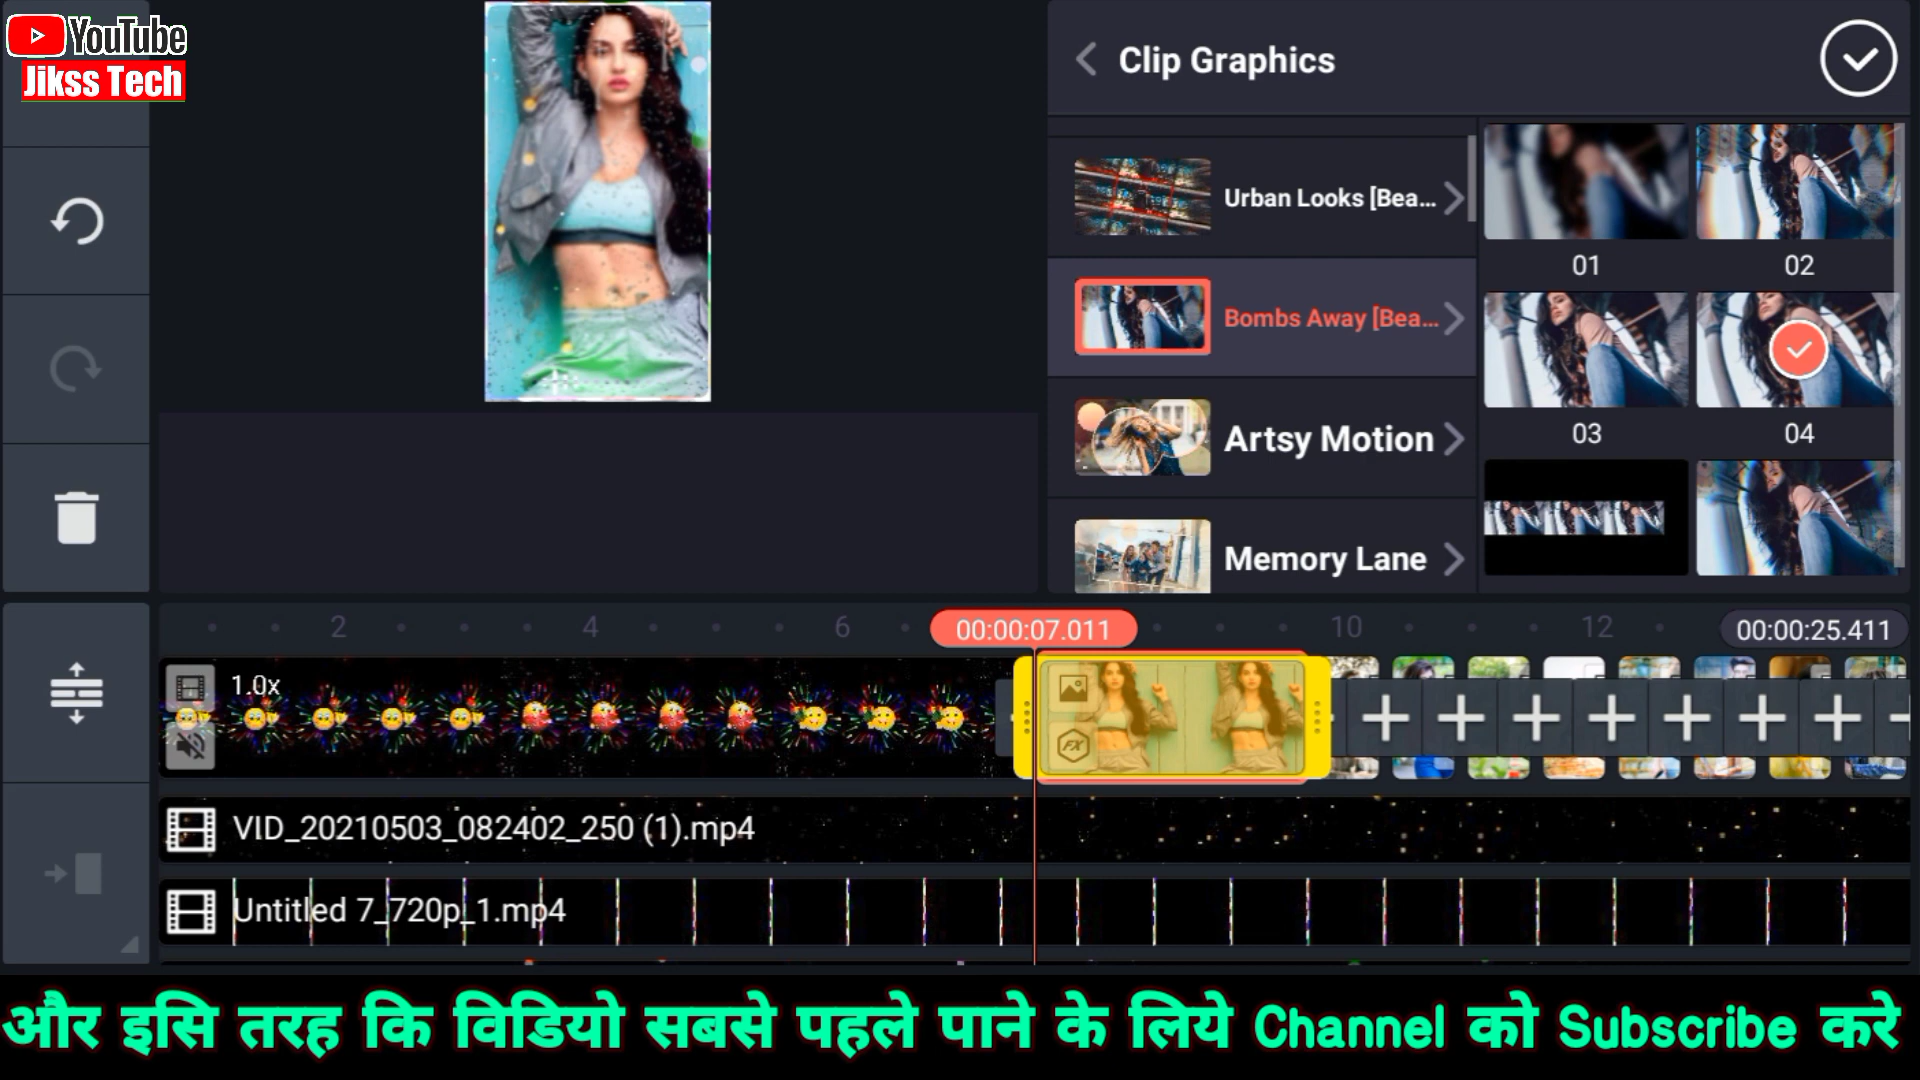 YouTube
Jikss Tech
Clip Graphics
Urban Looks [Bea...
Bombs Away [Bea...
Artsy Motion
Memory Lane
01
02
03
04
2
4
6
00:00:07.011
10
12
00:00:25.411
1.0x
FX
VID_20210503_082402_250 (1).mp4
Untitled 7_720p_1.mp4
और इसि तरह कि विडियो सबसे पहले पाने के लिये Channel को Subscribe करे